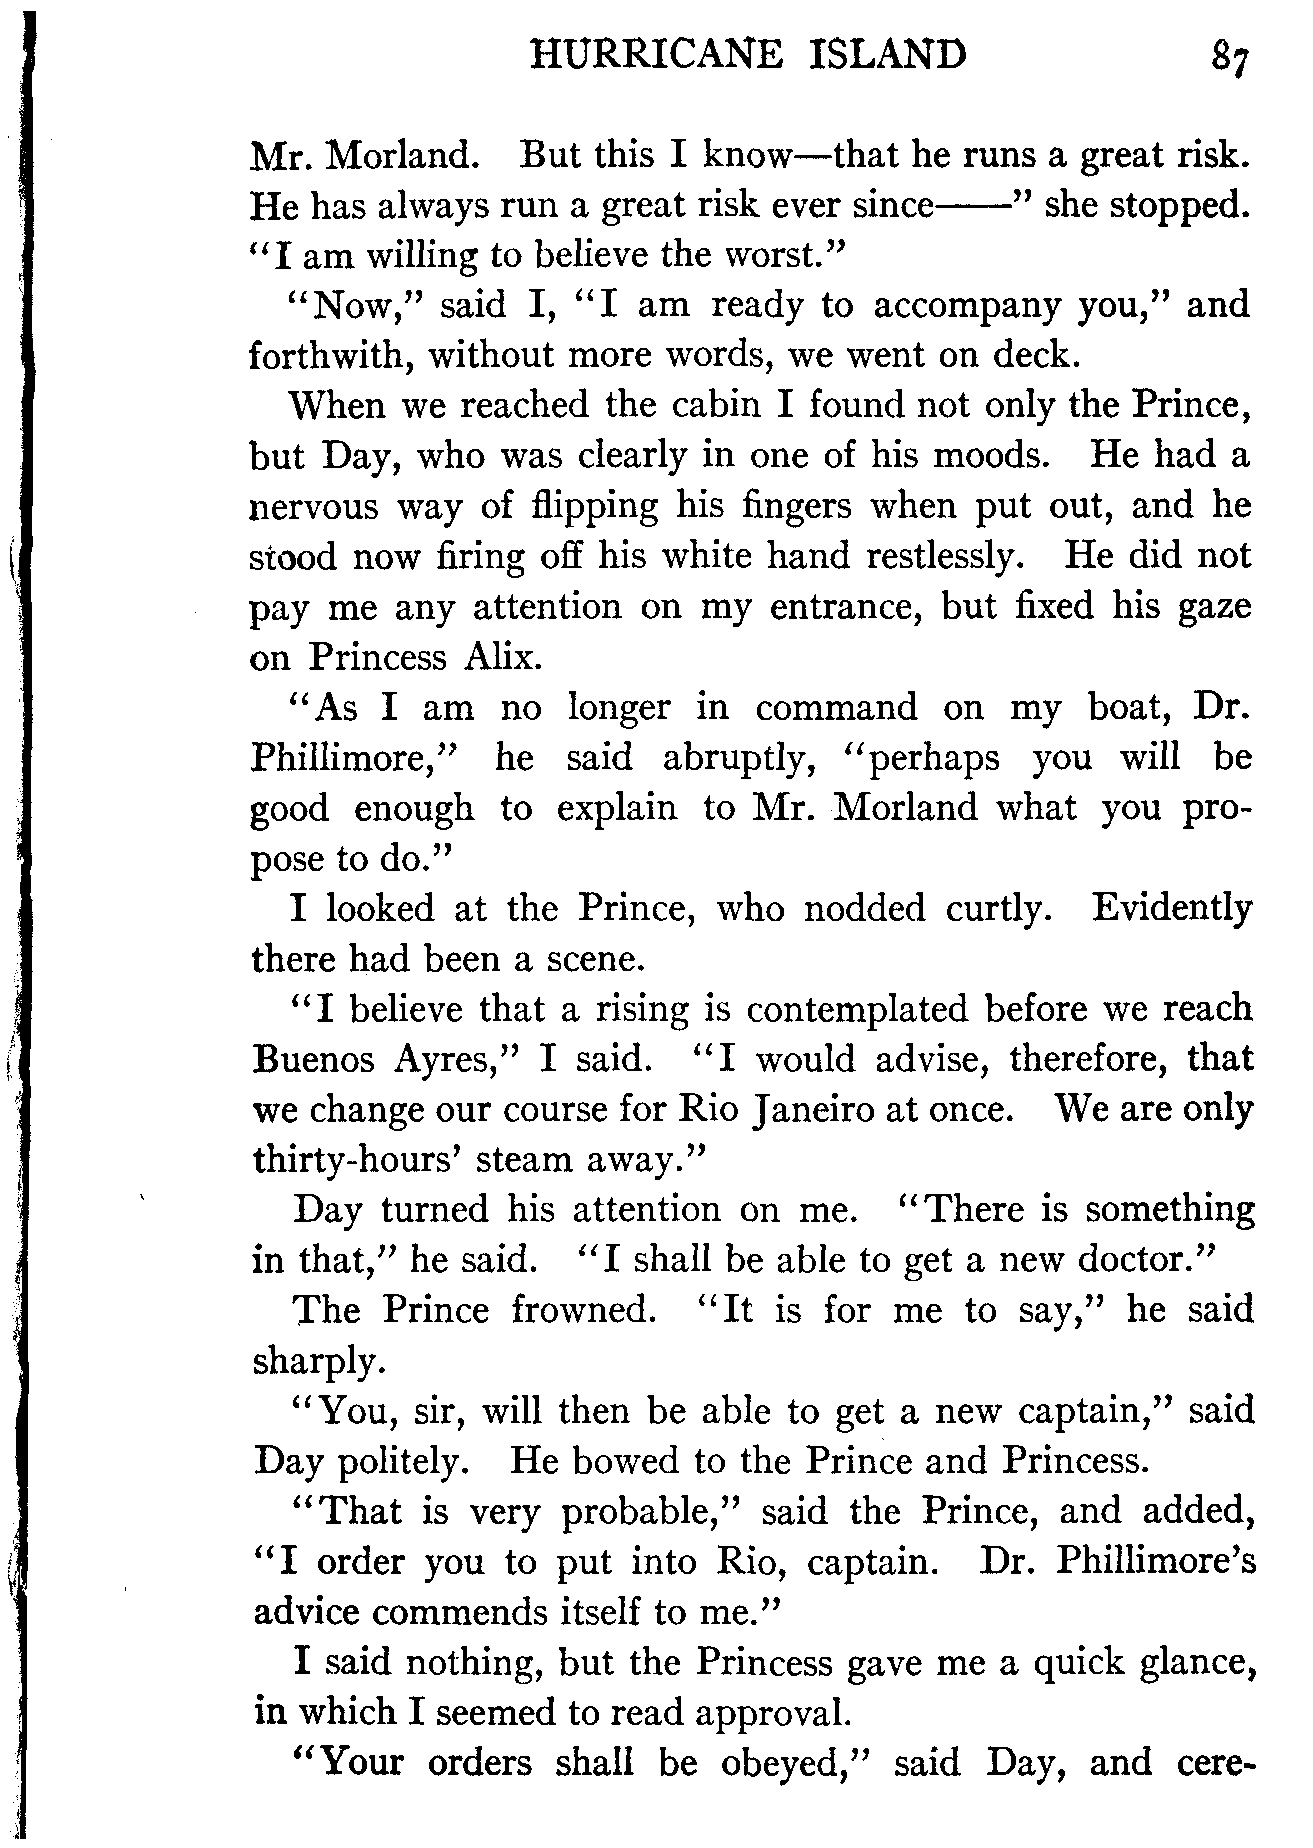 HURRICANE ISLAND 87
Mr. Morland. But this I know—that he runs a great risk.
He has always run a great risk ever since——” she stopped.
“I am willing to believe the worst.”
“Now,” said I, “I am ready to accompany you,” and
forthwith, without more words, we went on deck.
When we reached the cabin I found not only the Prince,
but Day, who was clearly in one of his moods. He had a
nervous way of flipping his fingers when put out, and he
stood now firing off his white hand restlessly. He did not
pay me any attention on my entrance, but fixed his gaze
on Princess Alix.
“As I am no longer in command on my boat, Dr.
Phillimore,” he said abruptly, “perhaps you will be
good enough to explain to Mr. Morland what you pro-
pose to do.”
I looked at the Prince, who nodded curtly. Evidently
there had been a scene.
“I believe that a rising is contemplated before we reach
Buenos Ayres,” I said. “I would advise, therefore, that
we change our course for Rio Janeiro at once. We are only
thirty-hours’ steam away.”
Day turned his attention on me. “There is something
in that,” he said. “I shall be able to get a new doctor.”
The Prince frowned. “It is for me to say,” he said
sharply.
“You, sir, will then be able to get a new captain,” said
Day politely. He bowed to the Prince and Princess.
“That is very probable,” said the Prince, and added,
“I order you to put into Rio, captain. Dr. Phillimore’s
advice commends itself to me.”
I said nothing, but the Princess gave me a quick glance,
in which I seemed to read approval.
“Your orders shall be obeyed,” said Day, and cere-